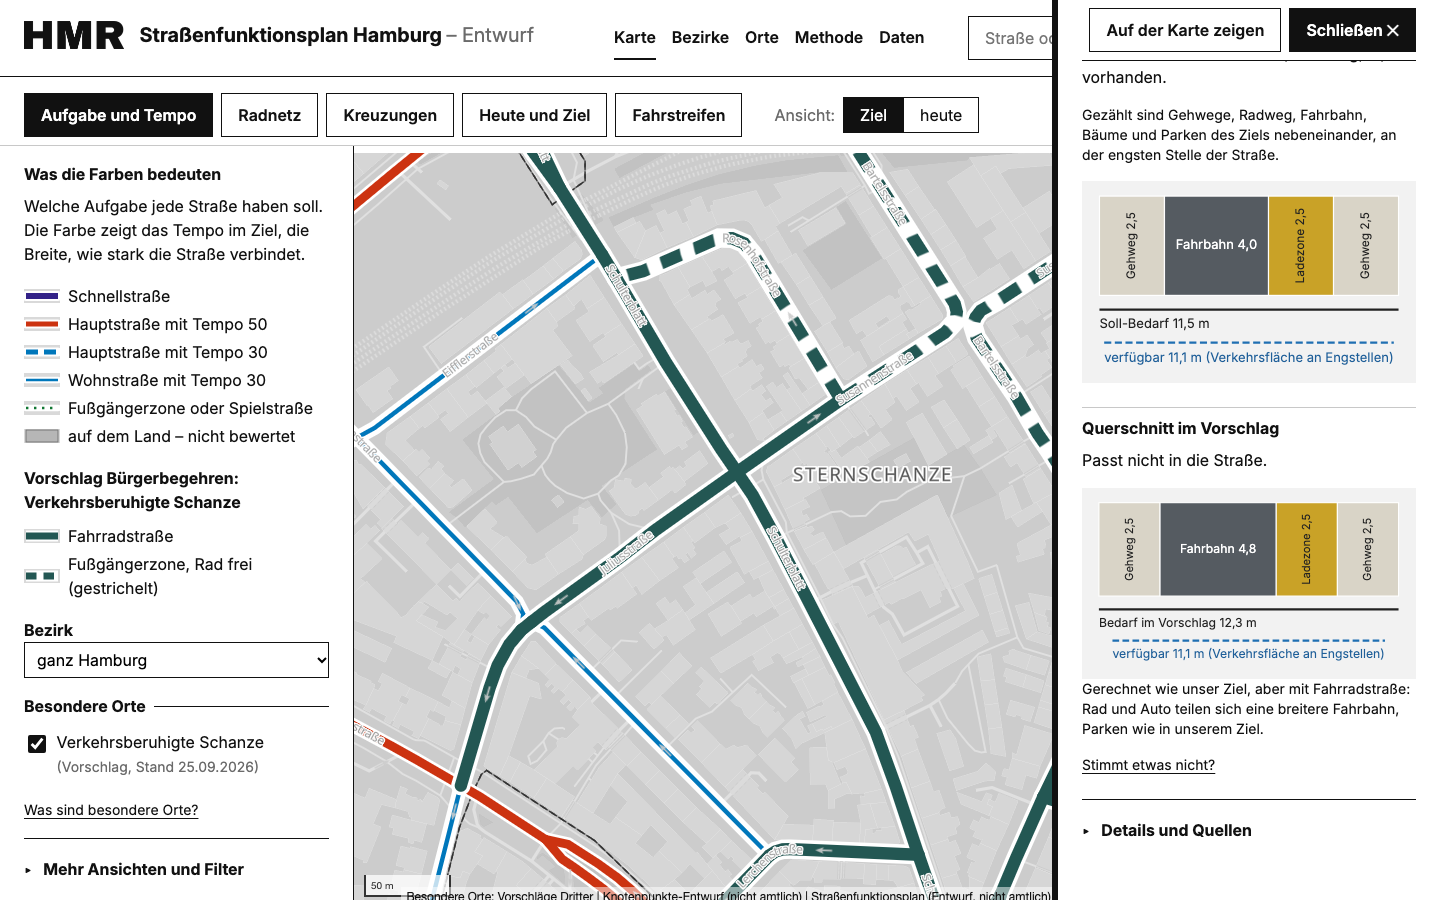 HMR Straßenfunktionsplan Hamburg – Entwurf
Karte Bezirke Orte Methode Daten
Straße
Aufgabe und Tempo Radnetz Kreuzungen Heute und Ziel Fahrstreifen
Ansicht: Ziel heute
Was die Farben bedeuten
Welche Aufgabe jede Straße haben soll.
Die Farbe zeigt das Tempo im Ziel, die
Breite, wie stark die Straße verbindet.
Schnellstraße
Hauptstraße mit Tempo 50
Hauptstraße mit Tempo 30
Wohnstraße mit Tempo 30
Fußgängerzone oder Spielstraße
auf dem Land – nicht bewertet
Vorschlag Bürgerbegehren:
Verkehrsberuhigte Schanze
Fahrradstraße
Fußgängerzone, Rad frei
(gestrichelt)
Bezirk
ganz Hamburg
Besondere Orte
Verkehrsberuhigte Schanze
(Vorschlag, Stand 25.09.2026)
Was sind besondere Orte?
Mehr Ansichten und Filter
Bartelsstraße
Rosenhofstraße
Schulterblatt
Eifflerstraße
Susannenstraße
Bartelsstraße
straße
STERNSCHANZE
Juliusstraße
Schulterblatt
Straße
Lerchenstraße
50 m
Besondere Orte: Vorschläge Dritter | Knotenpunkte-Entwurf (nicht amtlich) | Straßenfunktionsplan (Entwurf, nicht amtlich)
Auf der Karte zeigen Schließen ✕
vorhanden.
Gezählt sind Gehwege, Radweg, Fahrbahn,
Bäume und Parken des Ziels nebeneinander, an
der engsten Stelle der Straße.
Gehweg 2,5
Fahrbahn 4,0
Ladezone 2,5
Gehweg 2,5
Soll-Bedarf 11,5 m
verfügbar 11,1 m (Verkehrsfläche an Engstellen)
Querschnitt im Vorschlag
Passt nicht in die Straße.
Gehweg 2,5
Fahrbahn 4,8
Ladezone 2,5
Gehweg 2,5
Bedarf im Vorschlag 12,3 m
verfügbar 11,1 m (Verkehrsfläche an Engstellen)
Gerechnet wie unser Ziel, aber mit Fahrradstraße:
Rad und Auto teilen sich eine breitere Fahrbahn,
Parken wie in unserem Ziel.
Stimmt etwas nicht?
Details und Quellen